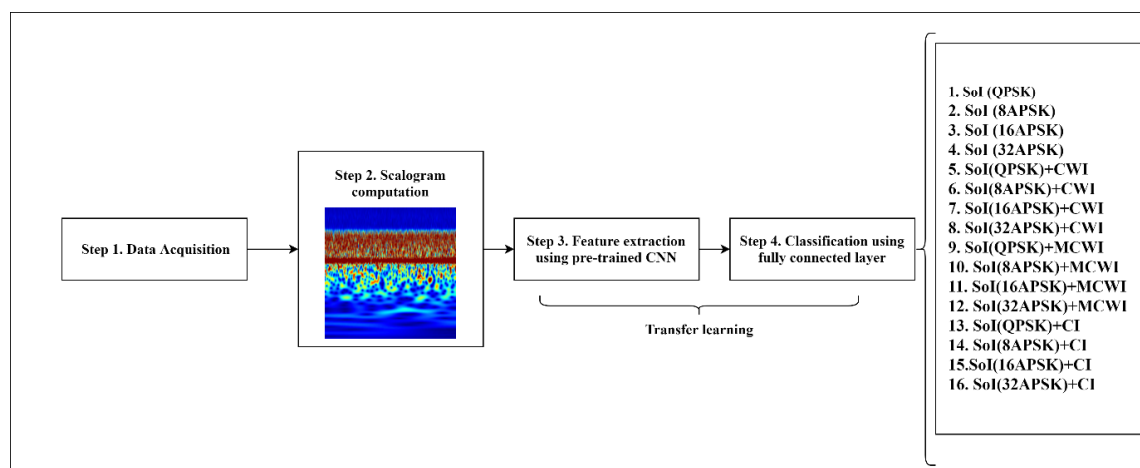 Step 1. Data Acquisition
Step 2. Scalogram
computation
Step 3. Feature extraction
using pre-trained CNN
Step 4. Classification using
fully connected layer
Transfer learning
1. SoI (QPSK)
2. SoI (8APSK)
3. SoI (16APSK)
4. SoI (32APSK)
5. SoI(QPSK)+CWI
6. SoI(8APSK)+CWI
7. SoI(16APSK)+CWI
8. SoI(32APSK)+CWI
9. SoI(QPSK)+MCWI
10. SoI(8APSK)+MCWI
11. SoI(16APSK)+MCWI
12. SoI(32APSK)+MCWI
13. SoI(QPSK)+CI
14. SoI(8APSK)+CI
15.SoI(16APSK)+CI
16. SoI(32APSK)+CI